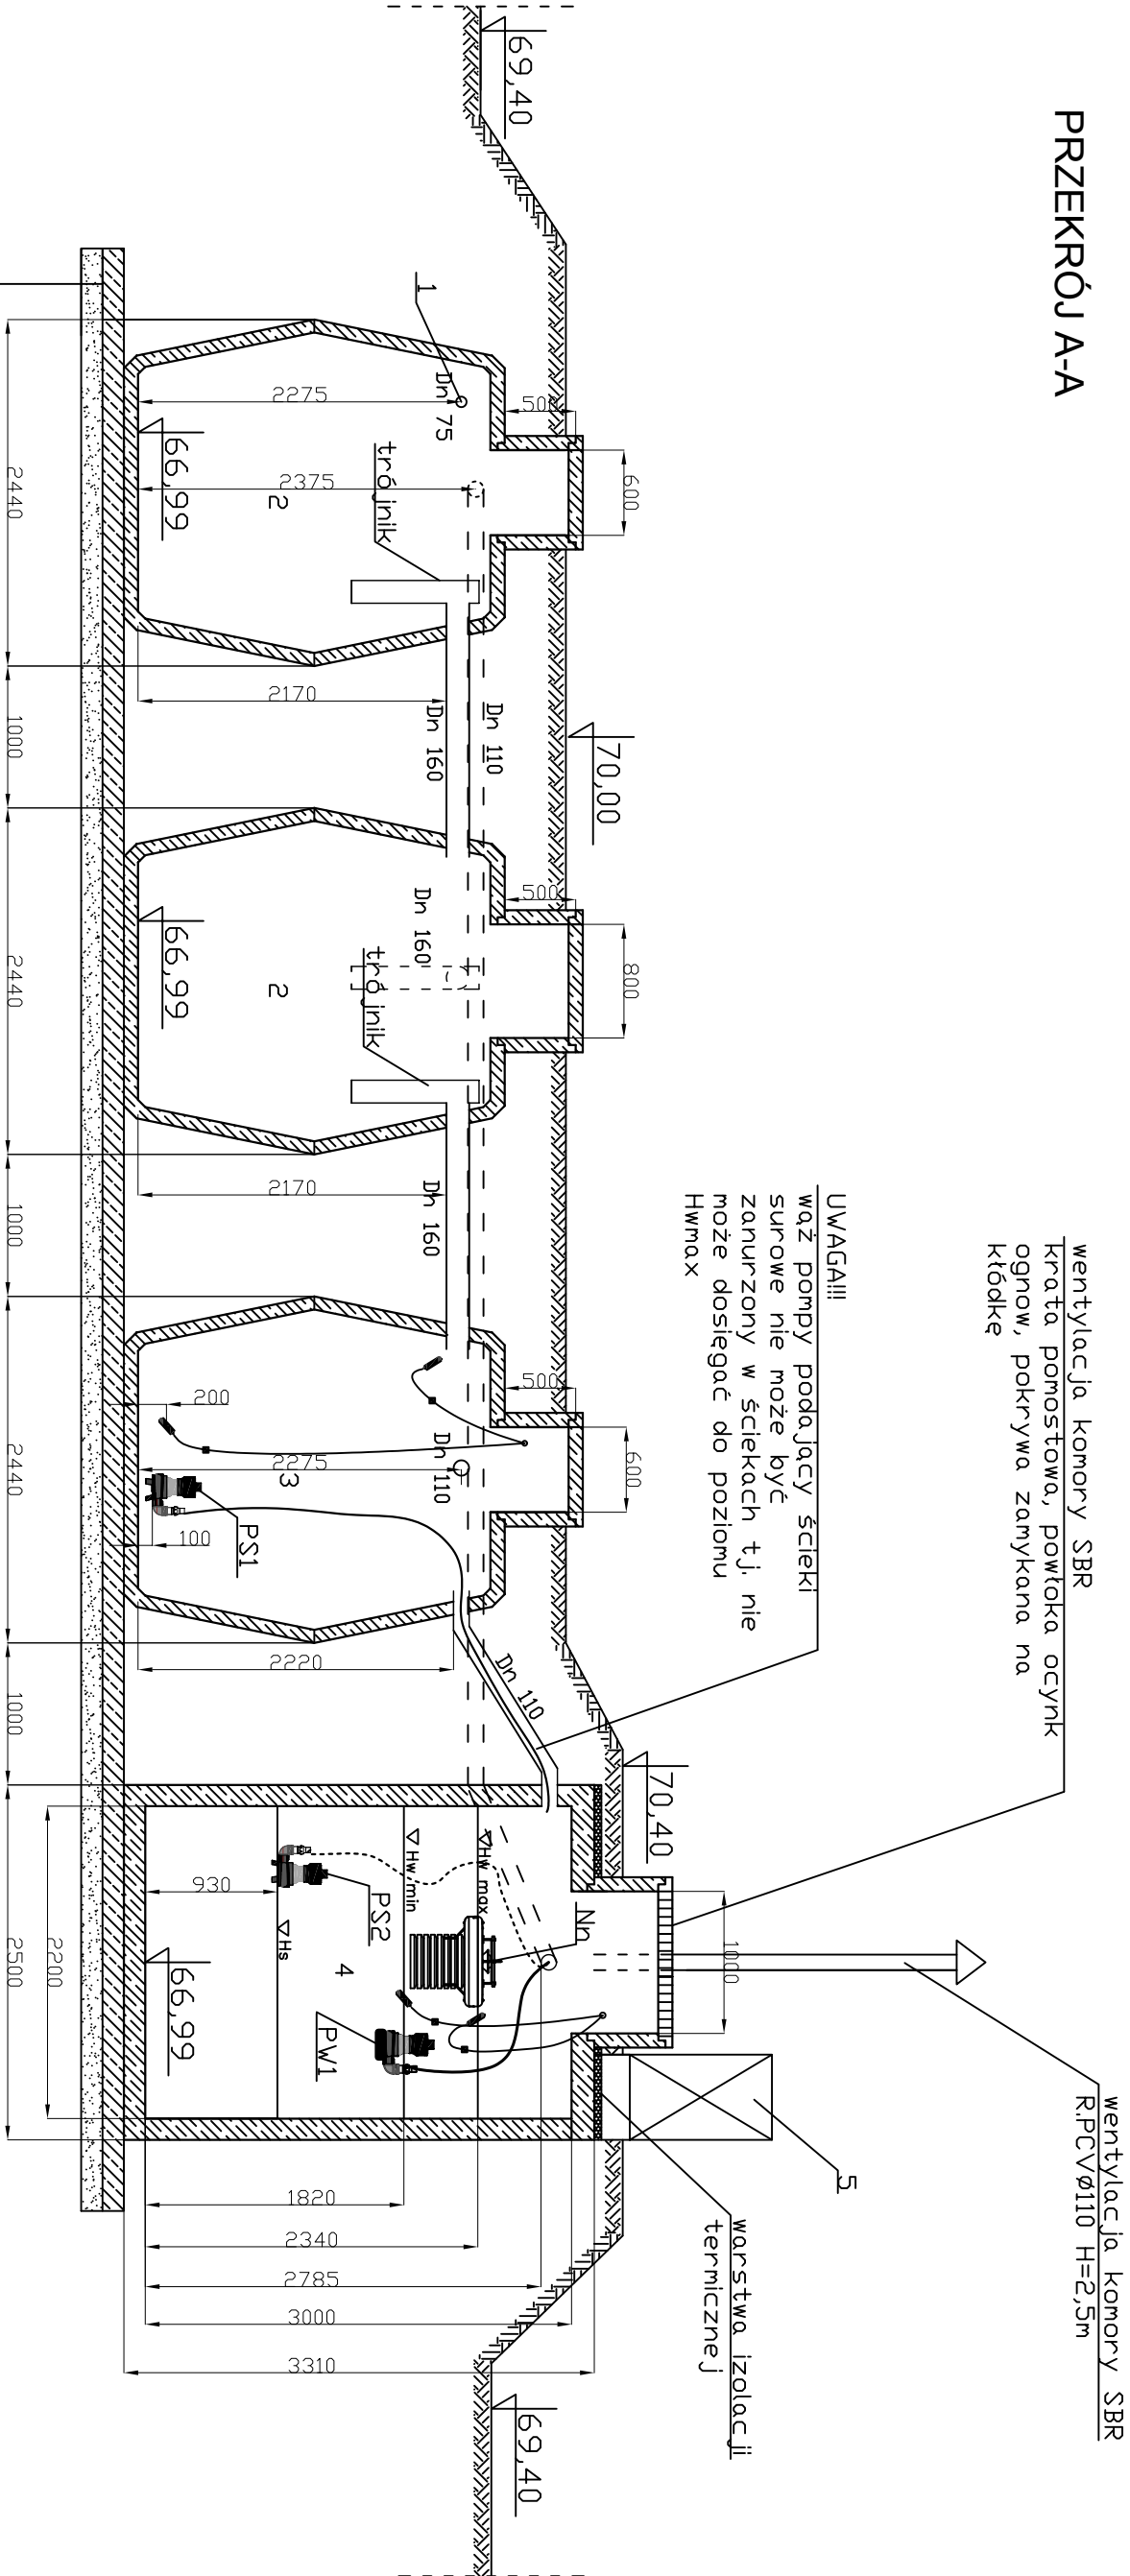 PRZEKRÓJ A-A
wentylacja komory SBR
R.PCVø110 H=2,5m
wentylacja komory SBR
krata pomostowa, powłoka ocynk
ognow, pokrywa zamykana na
kłódkę
UWAGA!!!
wąż pompy podający ścieki
surowe nie może być
zanurzony w ściekach tj. nie
może dosięgać do poziomu
Hwmax
warstwa izolacji
termicznej
5
69,40
70,00
70,40
69,40
600
800
600
1000
500
500
500
1
Dn 75
2275
2375
2
trójnik
66,99
2170
Dn 110
Dn 160
Dn 160
trójnik
2
66,99
2170
Dn 160
200
2275
3
Dn 110
PS1
100
2220
Dn 110
Hw max
Hw min
Hs
Nn
PS2
PW1
4
930
66,99
1820
2340
2785
3000
3310
2200
2440
1000
2440
1000
2440
1000
2500